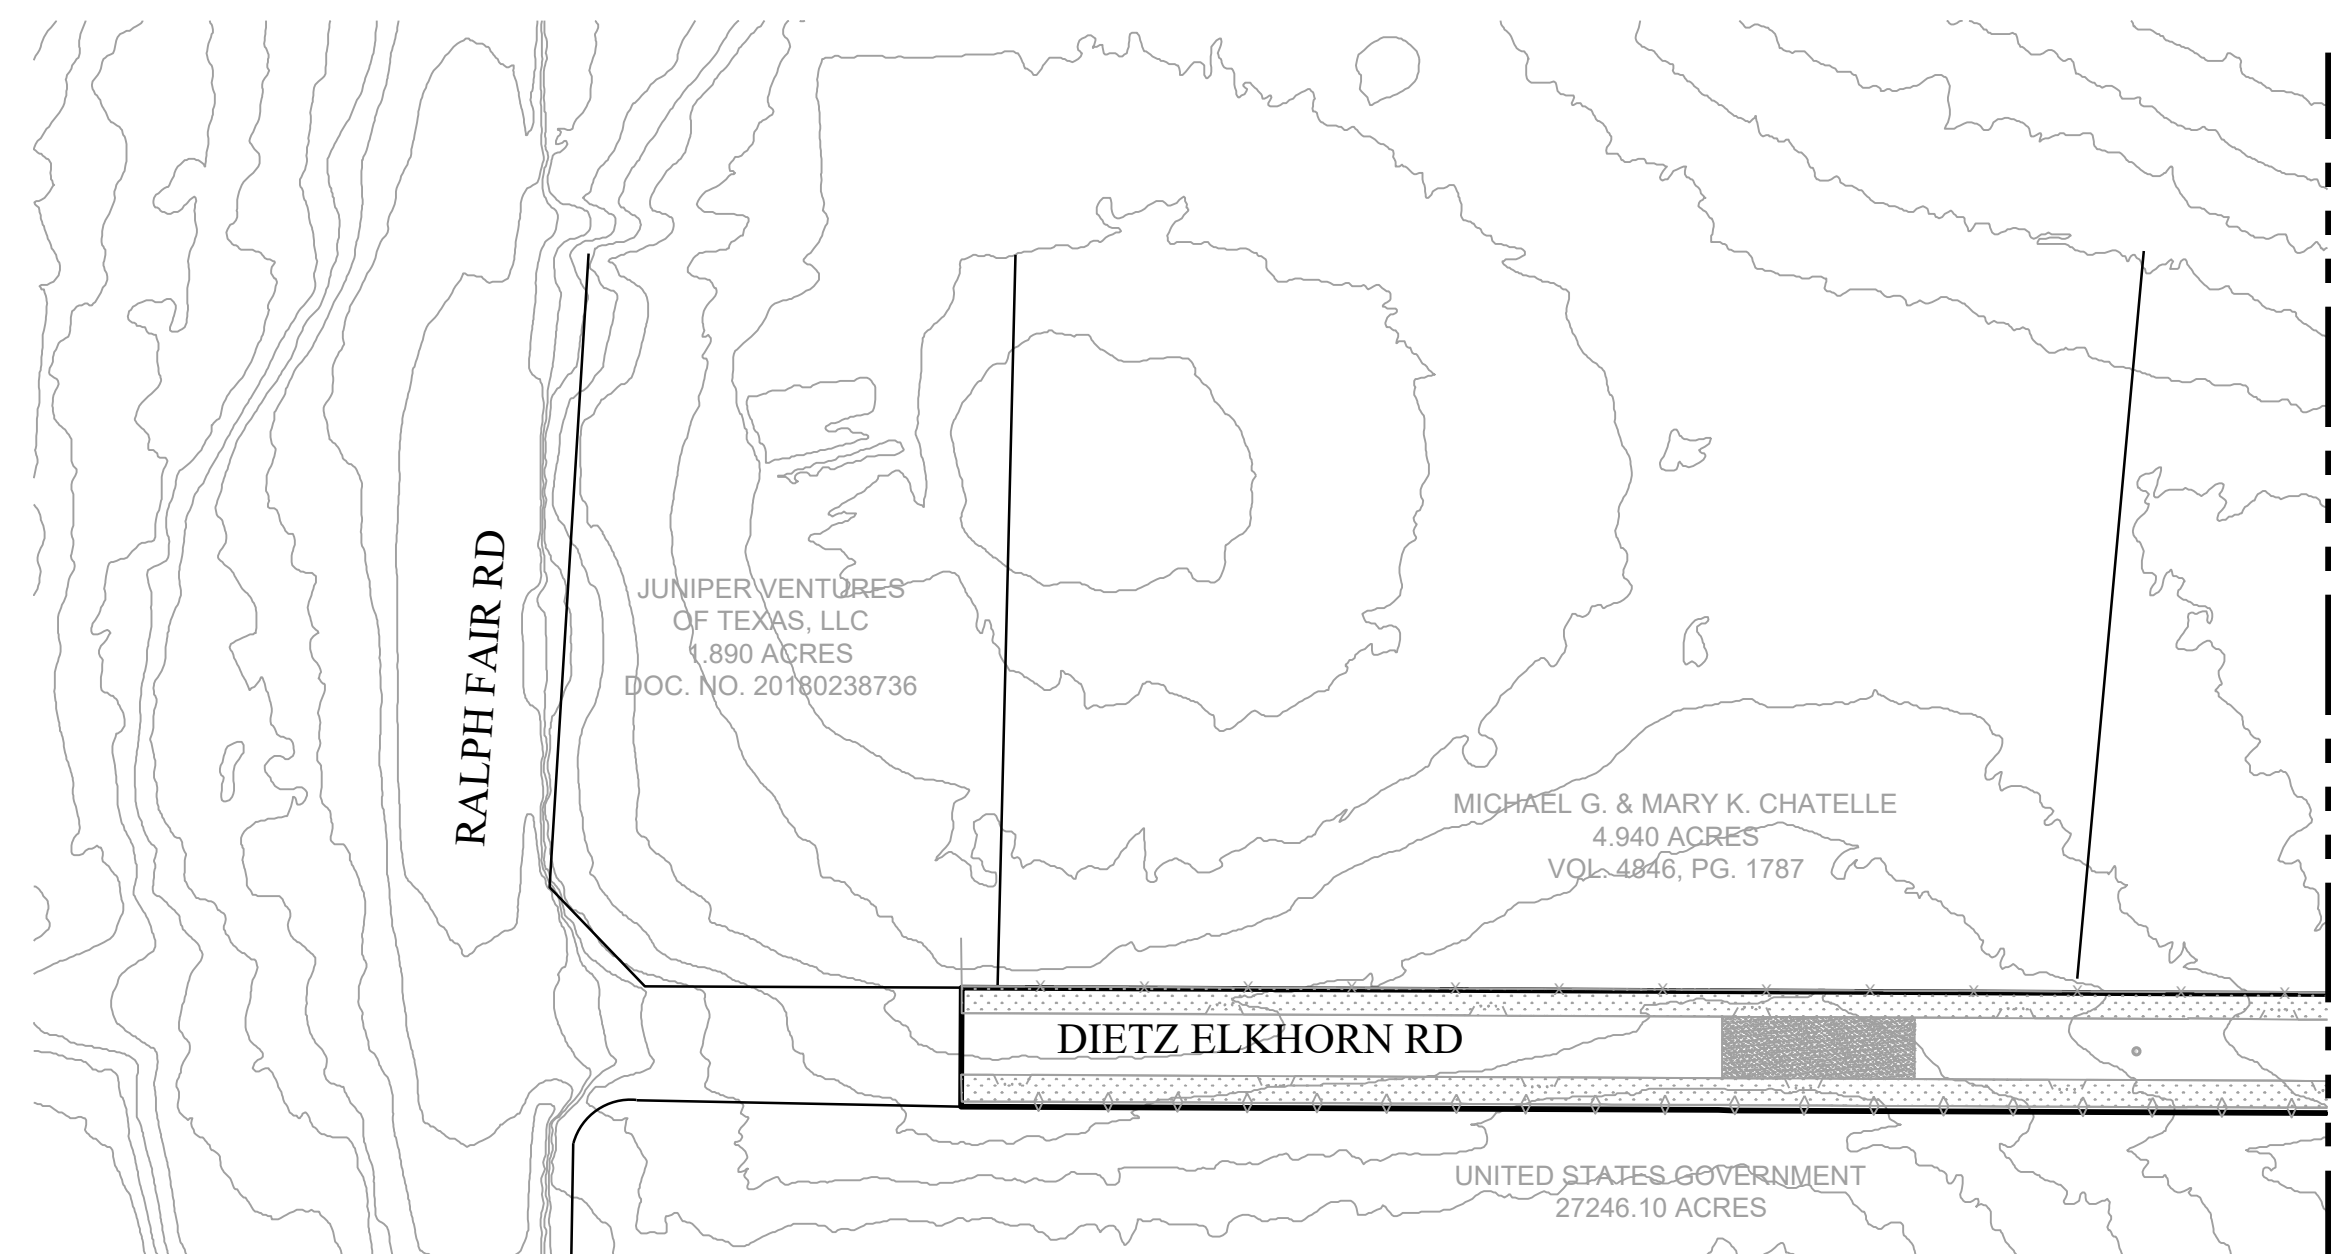 RALPH FAIR RD
JUNIPER VENTURES
OF TEXAS, LLC
1.890 ACRES
DOC. NO. 20180238736
MICHAEL G. & MARY K. CHATELLE
4.940 ACRES
VOL. 4846, PG. 1787
DIETZ ELKHORN RD
UNITED STATES GOVERNMENT
27246.10 ACRES